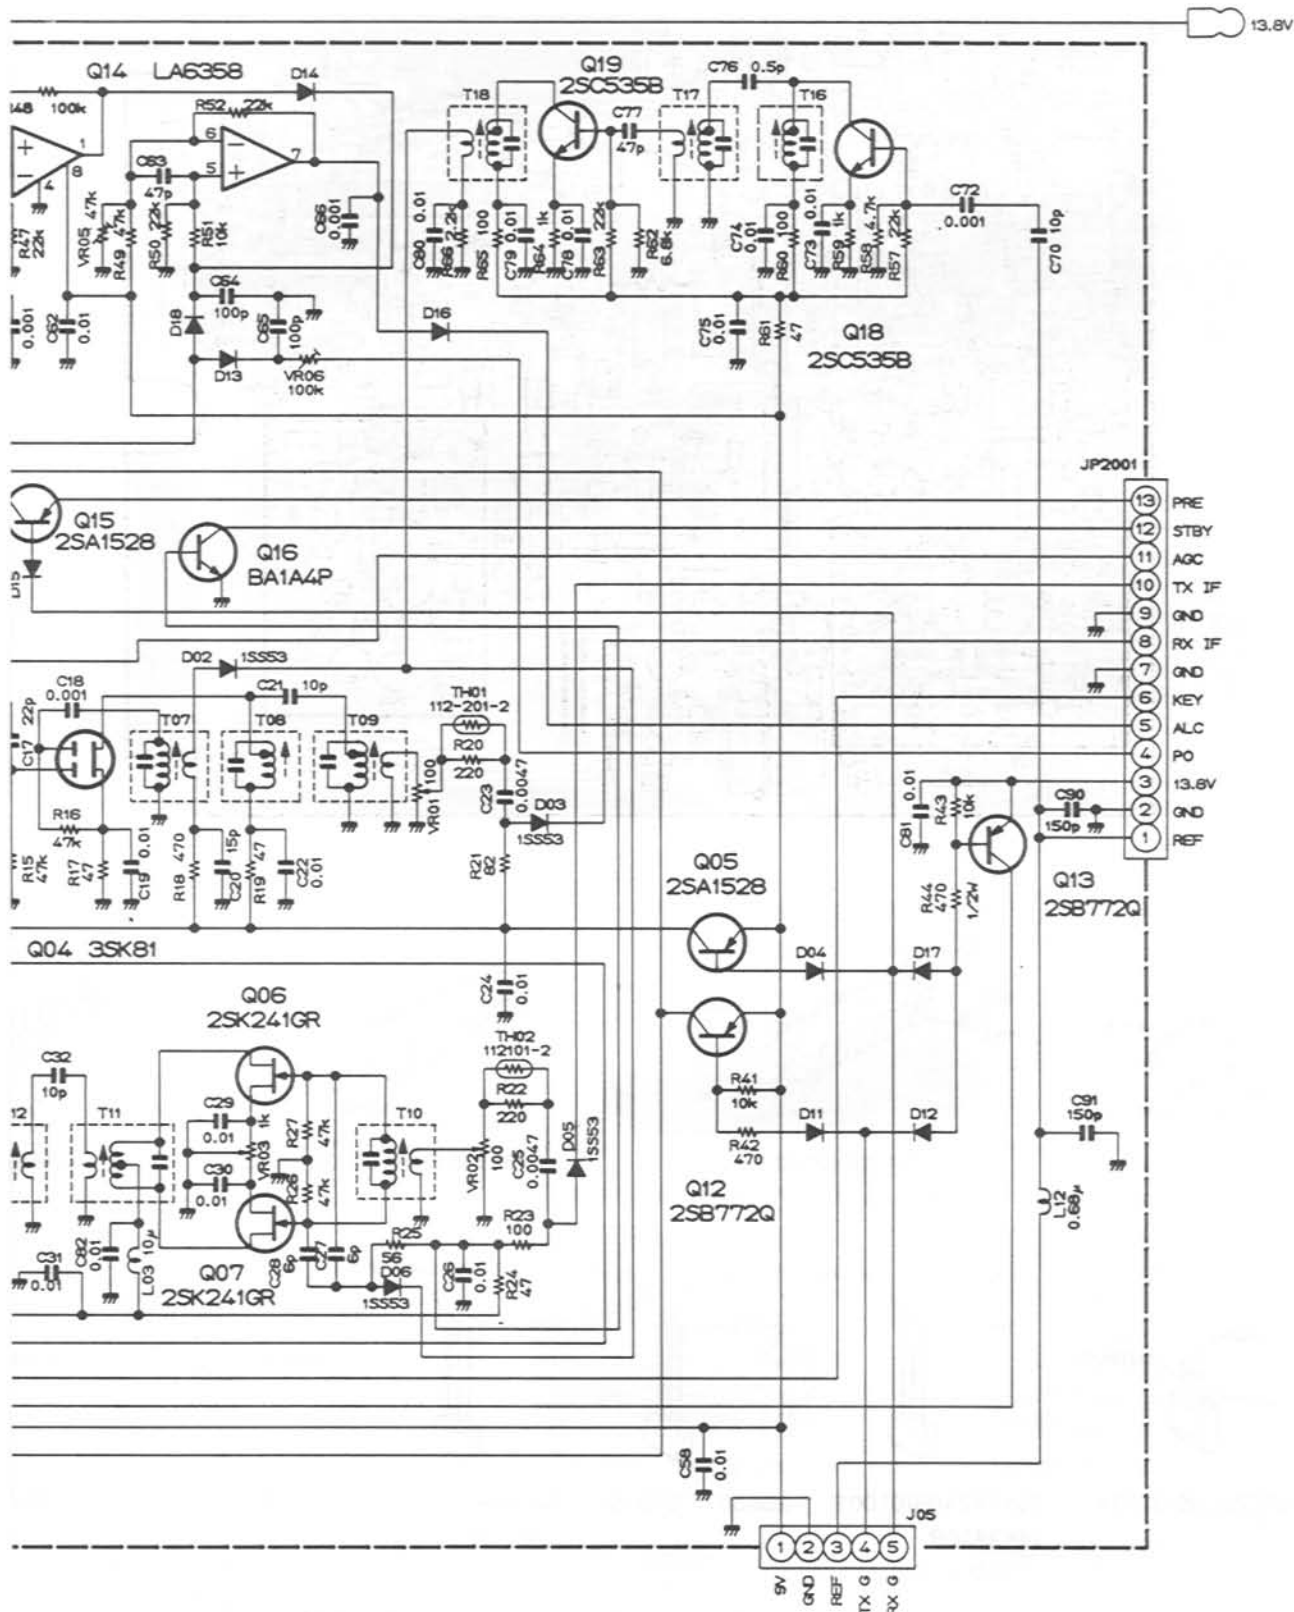 13.8V
Q14 LA6358
D14
R52 22k
100k
6
7
5
1
8
4
C63
47p
47k
VR05
47k
R49
22k
R50
R51
10k
R47
22k
C66
0.001
0.001
C62
0.01
C64
100p
C65
100p
D18
D13
VR06
100k
D16
Q19
2SC535B
T18
C77
47p
T17
C76 0.5p
T16
C80 0.01
R66 2.2k
R65 100
C79 0.01
R64 1k
C78 0.01
R63 22k
R62
6.8k
C74
0.01
R60 100
C73 0.01
R59 1k
R58 4.7k
R57 22k
C72
0.001
C70 10p
C75
0.01
R61
47
Q18
2SC535B
JP2001
13 PRE
12 STBY
11 AGC
10 TX IF
9 GND
8 RX IF
7 GND
6 KEY
5 ALC
4 PO
3 13.8V
2 GND
1 REF
Q15
2SA1528
D15
Q16
BA1A4P
D02 1SS53
C18
0.001
22p
C17
C21 10p
T07
T08
T09
TH01
112-201-2
R20
220
VR01 100
C23
0.0047
D03
1SS53
R16
47k
R15
47k
R17
47
C19 0.01
R18 470
C20 15p
R19 47
C22
0.01
R21
82
C81 0.01
R43
10k
C90
150p
Q13
2SB772Q
R44
470
1/2W
Q05
2SA1528
D04
D17
Q04 3SK81
C24
0.01
Q06
2SK241GR
TH02
112101-2
R22
220
C32
10p
12
T11
C29
0.01
1k
VR03
C30
0.01
R27
47k
R26
47k
T10
VR02
100
C25
0.0047
D05
1SS53
R41
10k
R42
470
D11
D12
Q12
2SB772Q
C91
150p
L12
0.68μ
C31
0.01
C82
0.01
L03 10μ
Q07
2SK241GR
C28
6p
C27
6p
R25
56
D06
1SS53
R23
100
C26
0.01
R24
47
C58
0.01
J05
1 2 3 4 5
9V
GND
REF
TX G
RX G